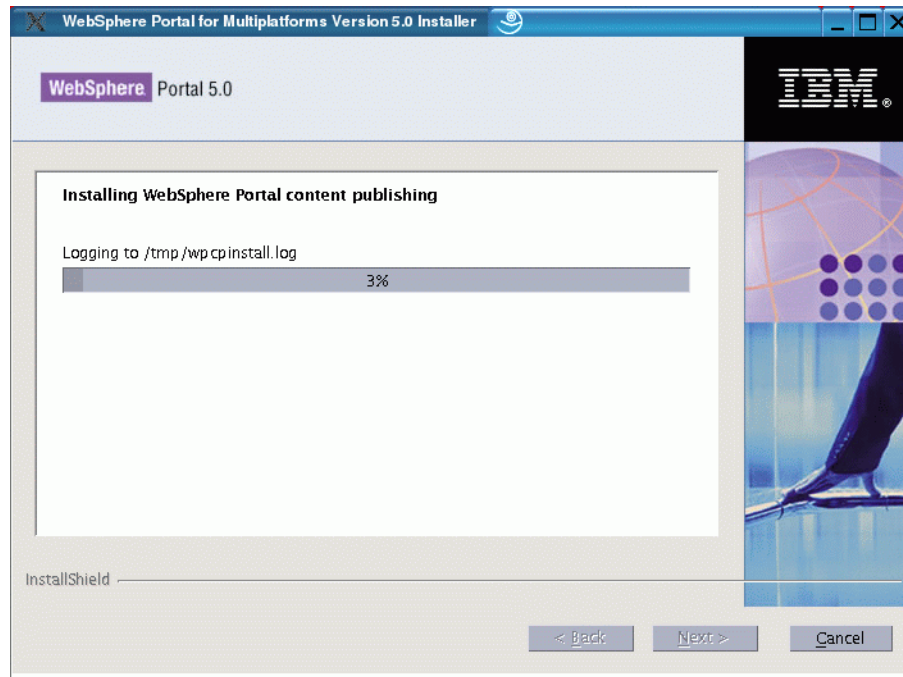 WebSphere Portal for Multiplatforms Version 5.0 Installer
WebSphere. Portal 5.0
IBM®
Installing WebSphere Portal content publishing
Logging to /tmp/wpcpinstall.log
3%
InstallShield
< Back Next > Cancel